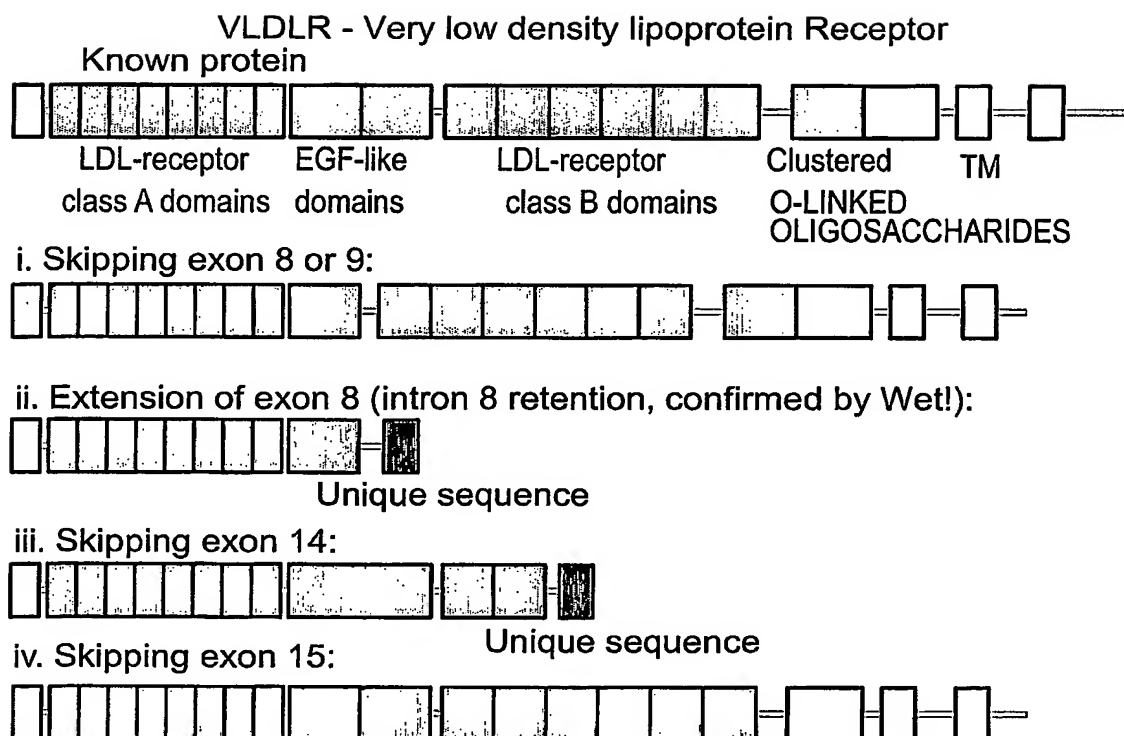 VLDLR - Very low density lipoprotein Receptor
Known protein
LDL-receptor class A domains
EGF-like domains
LDL-receptor class B domains
Clustered O-LINKED OLIGOSACCHARIDES
TM
i. Skipping exon 8 or 9:
ii. Extension of exon 8 (intron 8 retention, confirmed by Wet!):
Unique sequence
iii. Skipping exon 14:
Unique sequence
iv. Skipping exon 15: